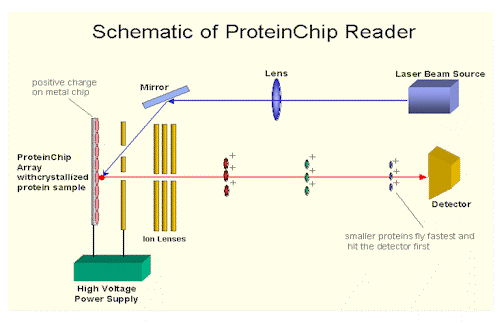 Schematic of ProteinChip Reader
positive charge
on metal chip
Mirror
Lens
Laser Beam Source
ProteinChip
Array
withcrystallized
protein sample
+
+
+
+
+
+
+
+
+
Detector
Ion Lenses
smaller proteins fly fastest and
hit the detector first
High Voltage
Power Supply